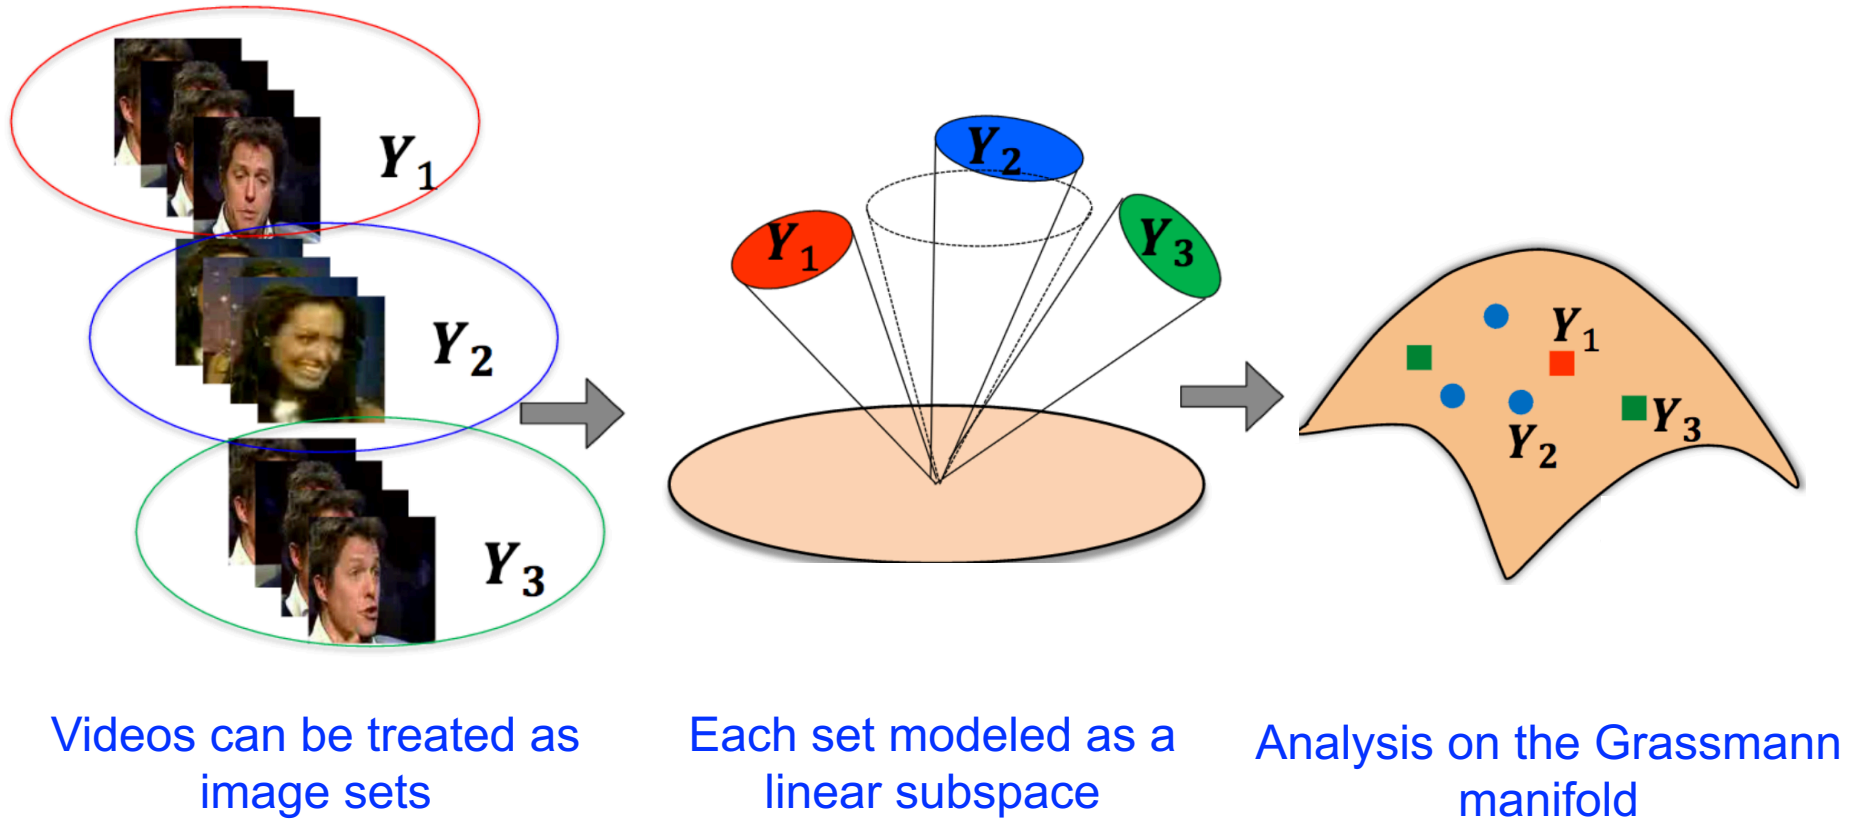 Y1
Y2
Y3
Y1
Y2
Y3
Y1
Y2
Y3
Videos can be treated as
image sets
Each set modeled as a
linear subspace
Analysis on the Grassmann
manifold